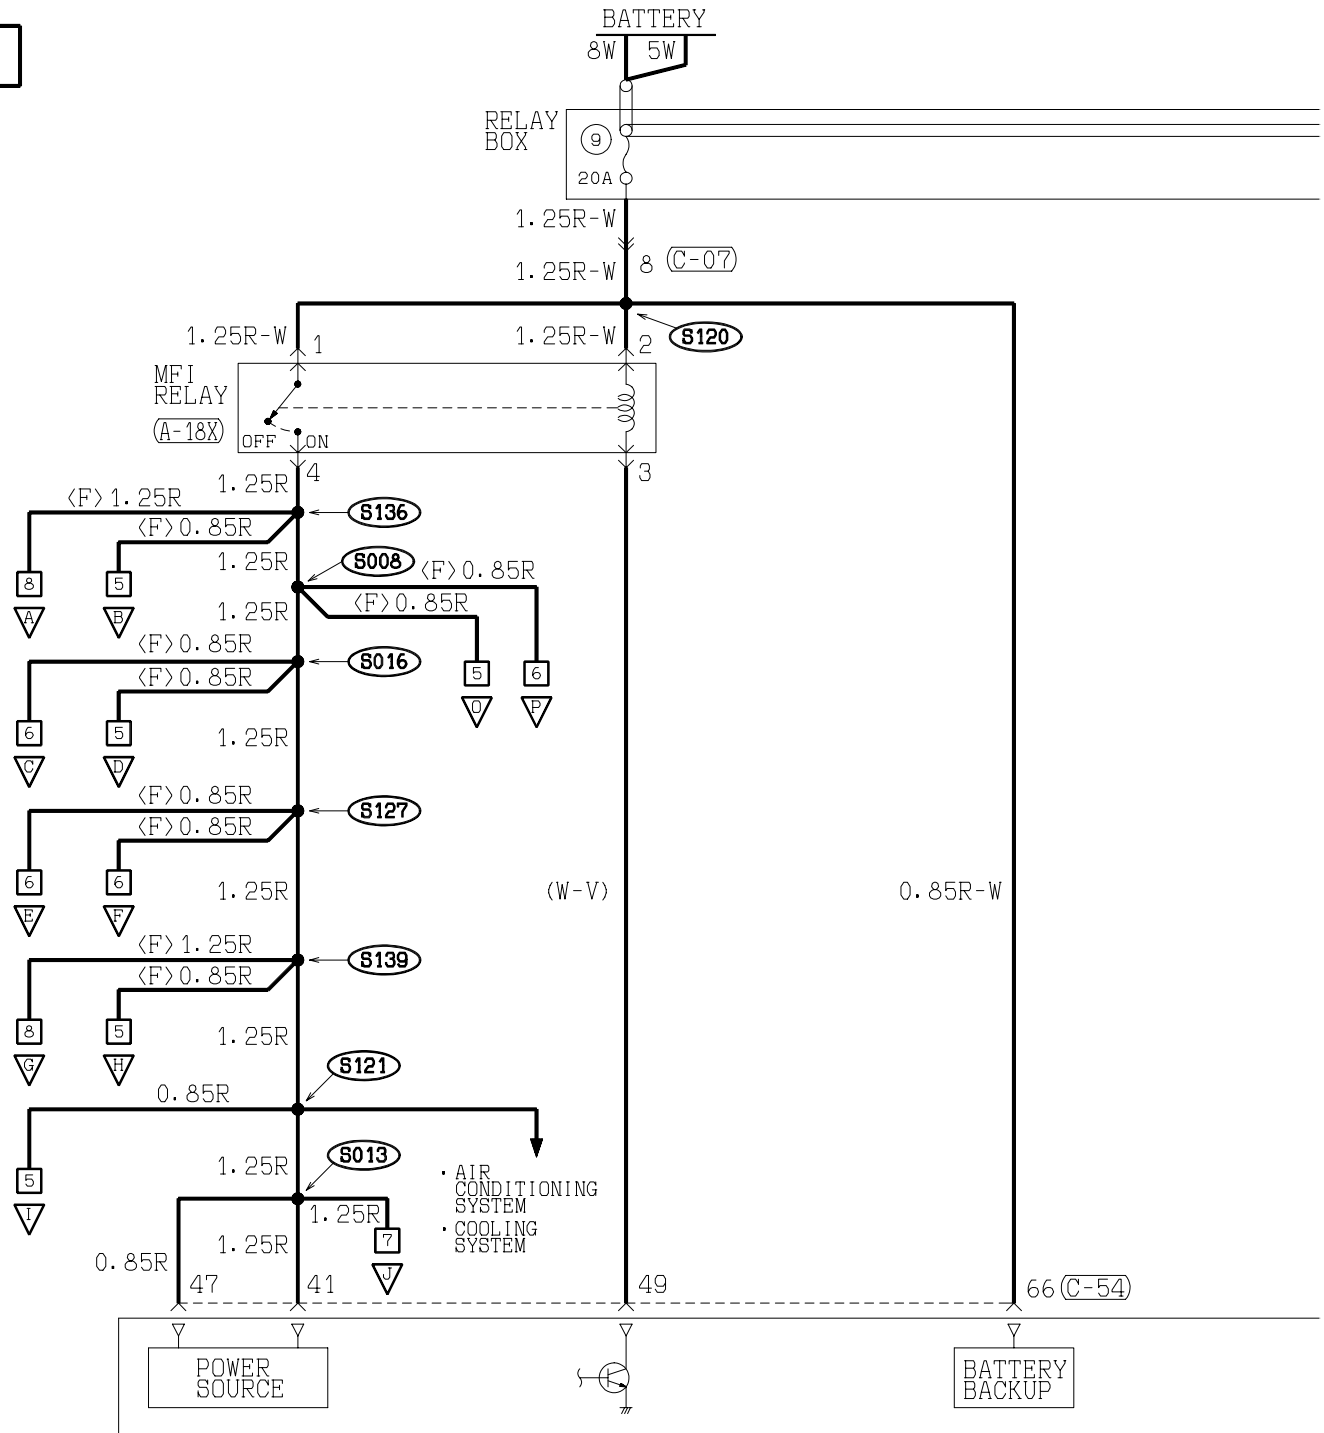 BATTERY
8W 5W
RELAY
BOX
9
20A
1.25R-W
8 C-07
1.25R-W
S120
1.25R-W 1
1.25R-W 2
MFI
RELAY
A-18X
OFF ON
4
3
1.25R
<F>1.25R
S136
<F>0.85R
1.25R
S008
<F>0.85R
8
5
A
B
1.25R
<F>0.85R
<F>0.85R
S016
<F>0.85R
5
6
O
P
6
5
C
D
1.25R
<F>0.85R
S127
<F>0.85R
6
6
E
F
1.25R
(W-V)
0.85R-W
<F>1.25R
S139
<F>0.85R
8
5
G
H
1.25R
S121
0.85R
5
I
S013
1.25R
· AIR
CONDITIONING
SYSTEM
· COOLING
SYSTEM
1.25R
7
J
1.25R
0.85R
47
41
49
66 C-54
POWER
SOURCE
BATTERY
BACKUP